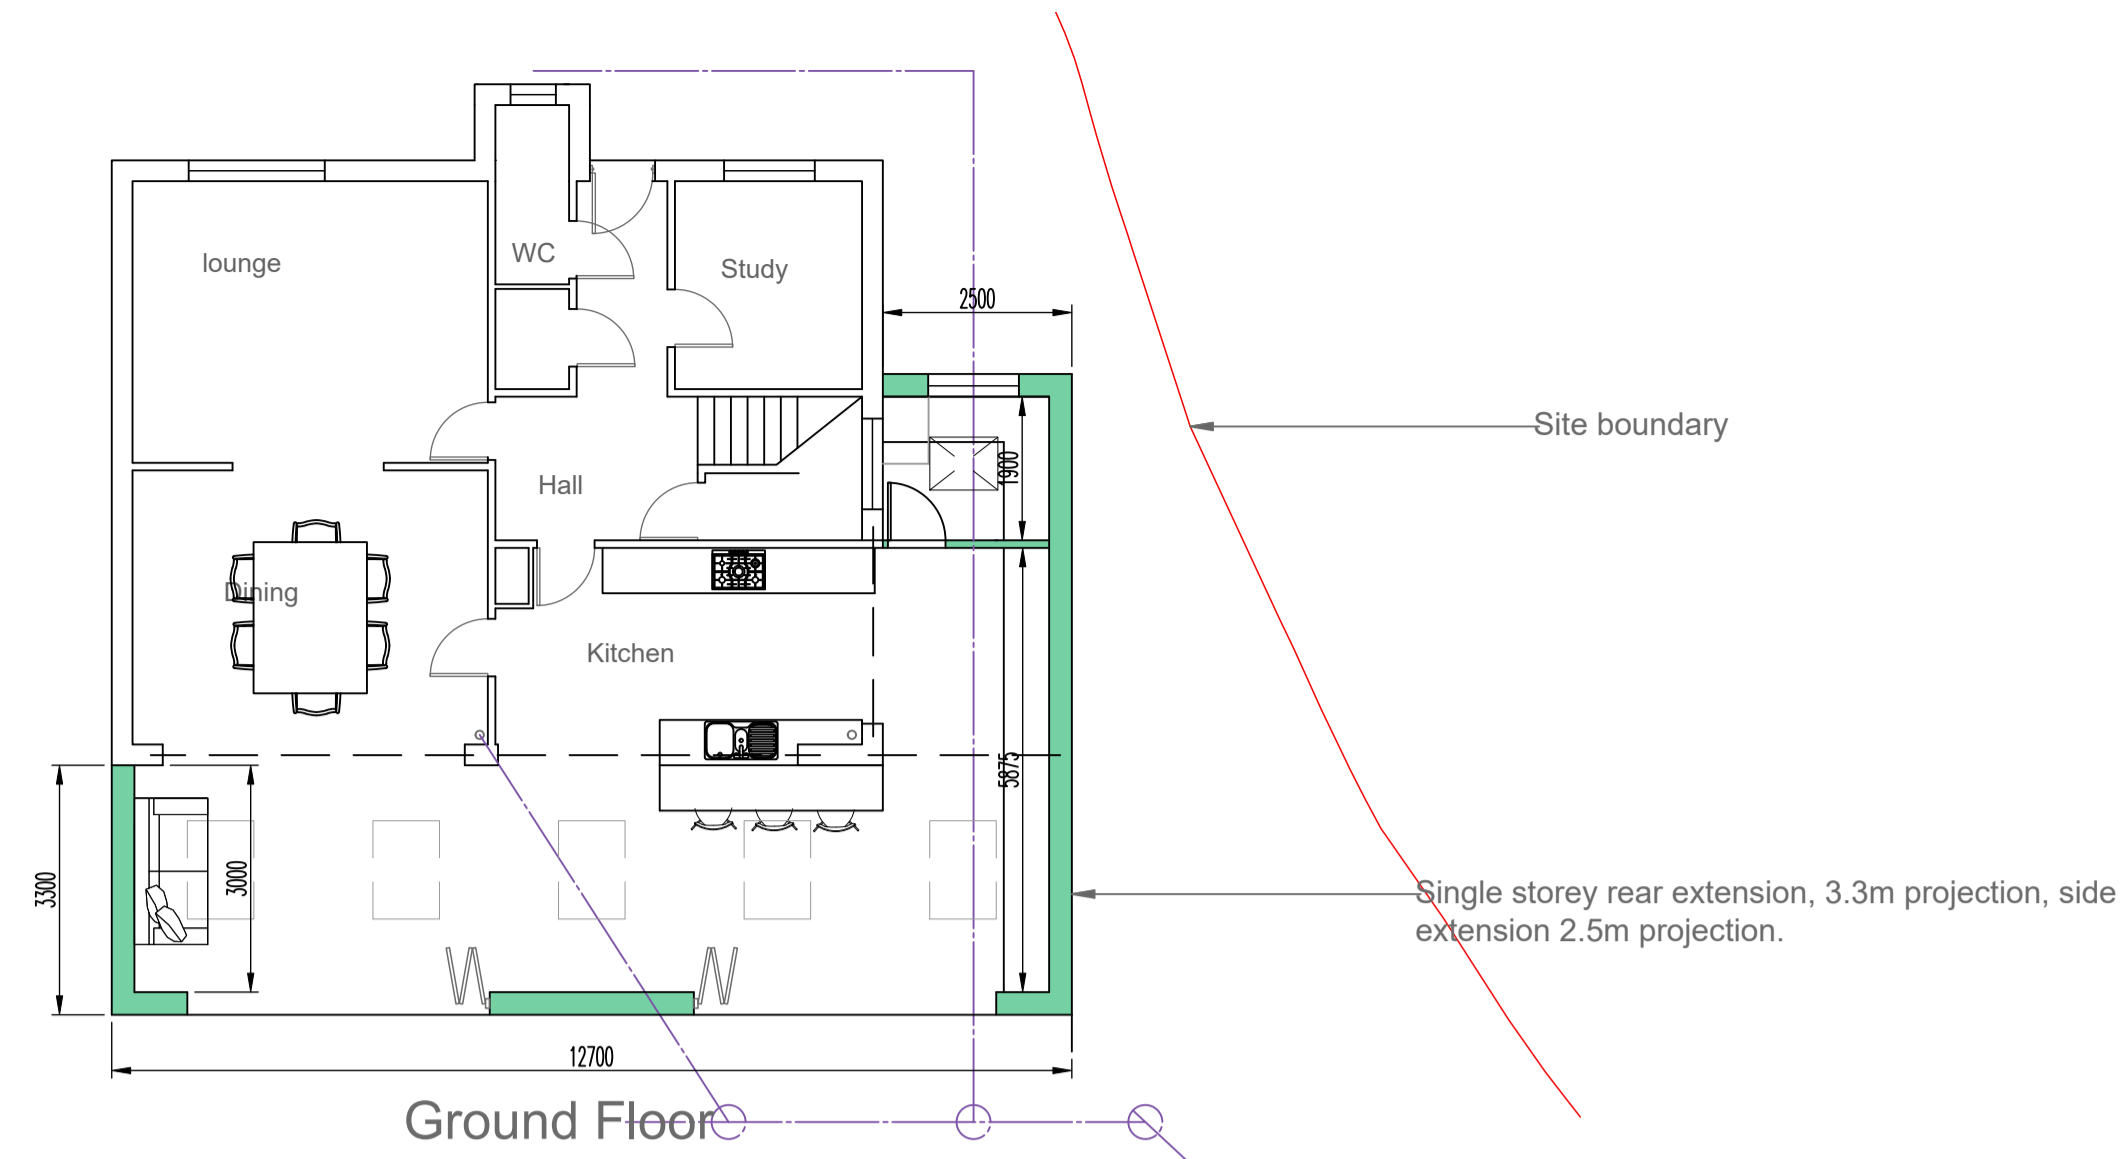 WC
lounge
Study
2500
Site boundary
1900
Hall
Dining
Kitchen
5875
3300
3000
Single storey rear extension, 3.3m projection, side
extension 2.5m projection.
12700
Ground Floor